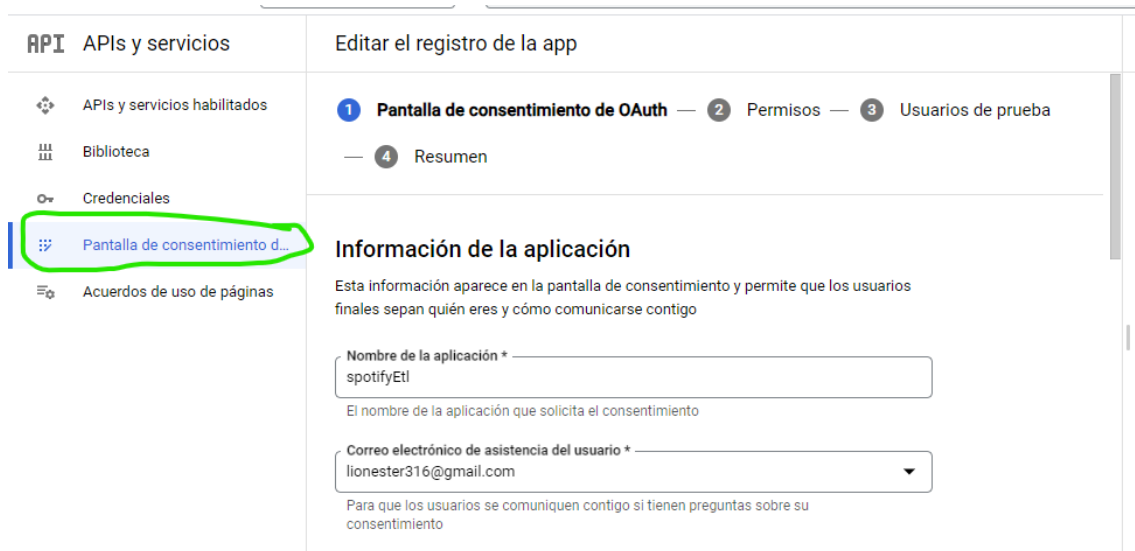 API APIs y servicios
APIs y servicios habilitados
Biblioteca
Credenciales
Pantalla de consentimiento d...
Acuerdos de uso de páginas
Editar el registro de la app
1 Pantalla de consentimiento de OAuth — 2 Permisos — 3 Usuarios de prueba
— 4 Resumen
Información de la aplicación
Esta información aparece en la pantalla de consentimiento y permite que los usuarios
finales sepan quién eres y cómo comunicarse contigo
Nombre de la aplicación *
spotifyEtl
El nombre de la aplicación que solicita el consentimiento
Correo electrónico de asistencia del usuario *
lionester316@gmail.com
Para que los usuarios se comuniquen contigo si tienen preguntas sobre su
consentimiento